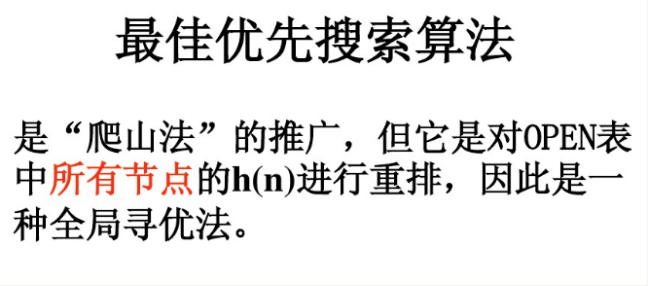 最佳优先搜索算法
是“爬山法”的推广，但它是对OPEN表
中所有节点的h(n)进行重排，因此是一
种全局寻优法。